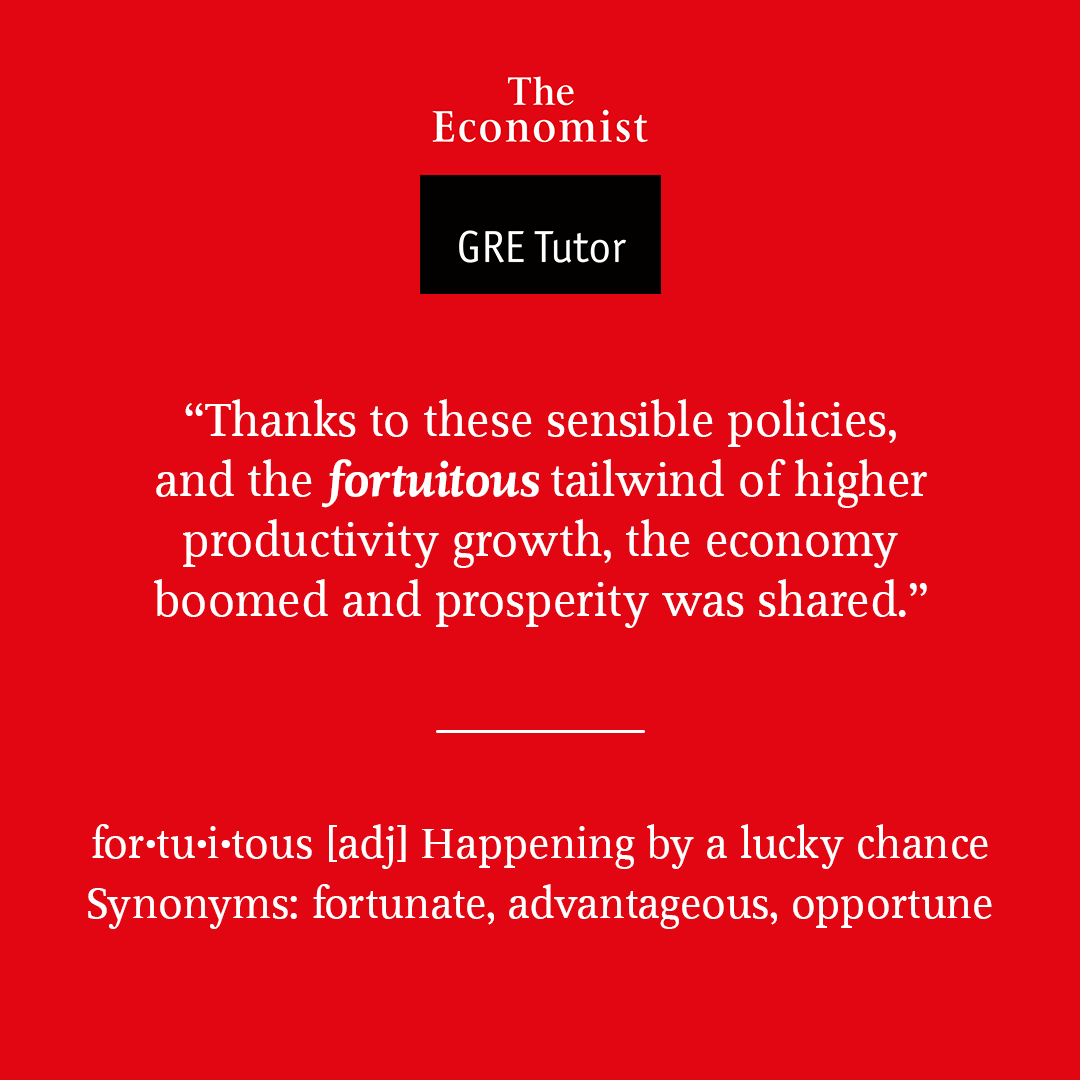 The
Economist
GRE Tutor
“Thanks to these sensible policies,
and the fortuitous tailwind of higher
productivity growth, the economy
boomed and prosperity was shared.”
for•tu•i•tous [adj] Happening by a lucky chance
Synonyms: fortunate, advantageous, opportune